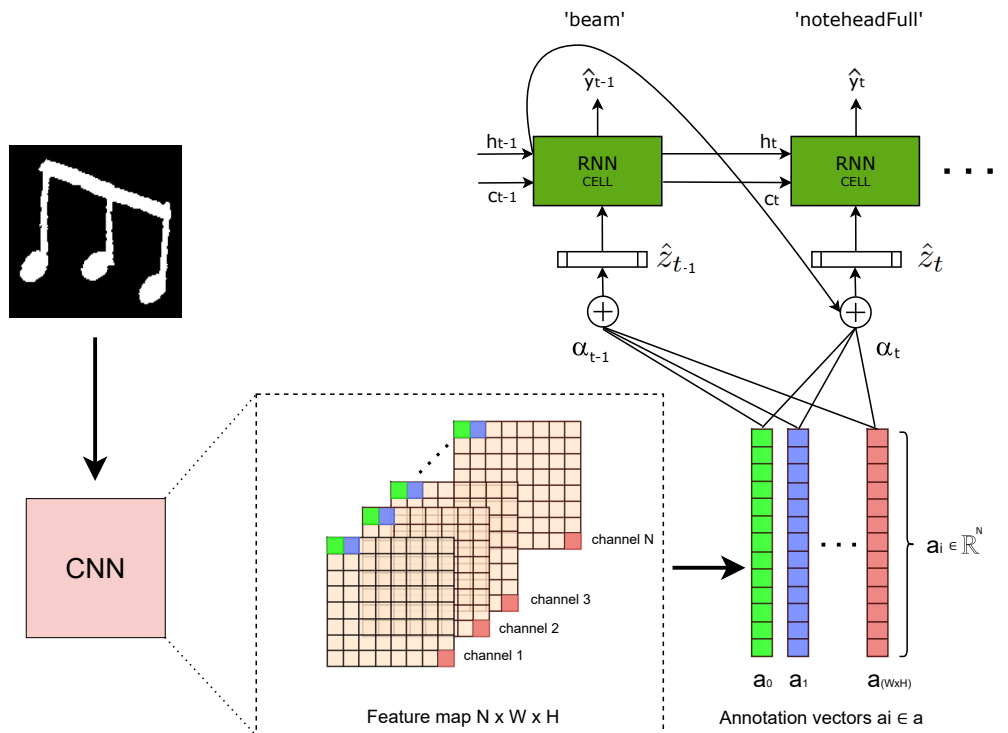 'beam' 'noteheadFull'
ŷt-1 ŷt
ht-1 RNN CELL ht RNN CELL
ct-1 ct
. . .
ẑt-1 ẑt
αt-1 αt
CNN
channel N
channel 3
channel 2
channel 1
Feature map N x W x H
ai ∈ ℝN
a0 a1 a(WxH)
Annotation vectors ai ∈ a